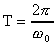 T = 2π / ω₀